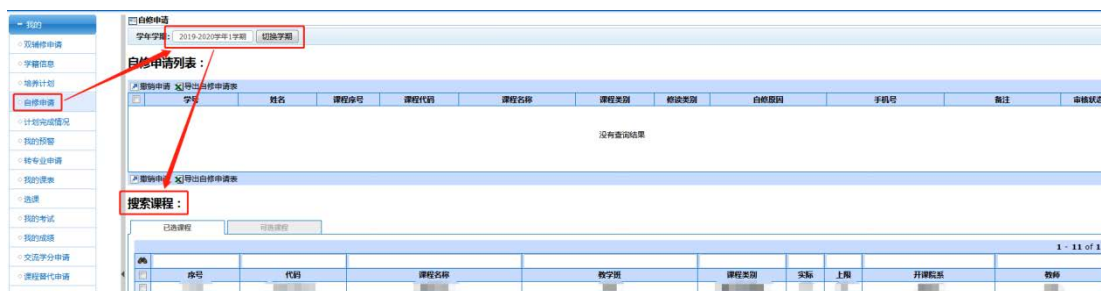 - 我的
双辅修申请
学籍信息
培养计划
自修申请
计划完成情况
我的预警
转专业申请
我的课表
选课
我的考试
我的成绩
交流学分申请
课程替代申请
自修申请
学年学期: 2019-2020学年1学期 切换学期
自修申请列表：
撤销申请 导出自修申请表
学号 姓名 课程序号 课程代码 课程名称 课程类别 修读类别 自修原因 手机号 备注 审核状态
没有查询结果
撤销申请 导出自修申请表
搜索课程：
已选课程 可选课程
1 - 11 of 1
序号 代码 课程名称 教学班 课程类别 实际 上限 开课院系 教师